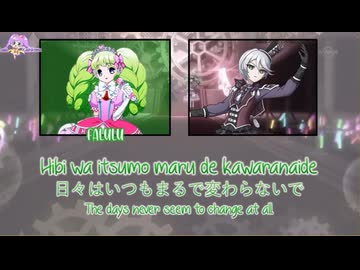 FALULU
Hibi wa itsumo maru de kawaranaide
日々はいつもまるで変わらないで
The days never seem to change at all